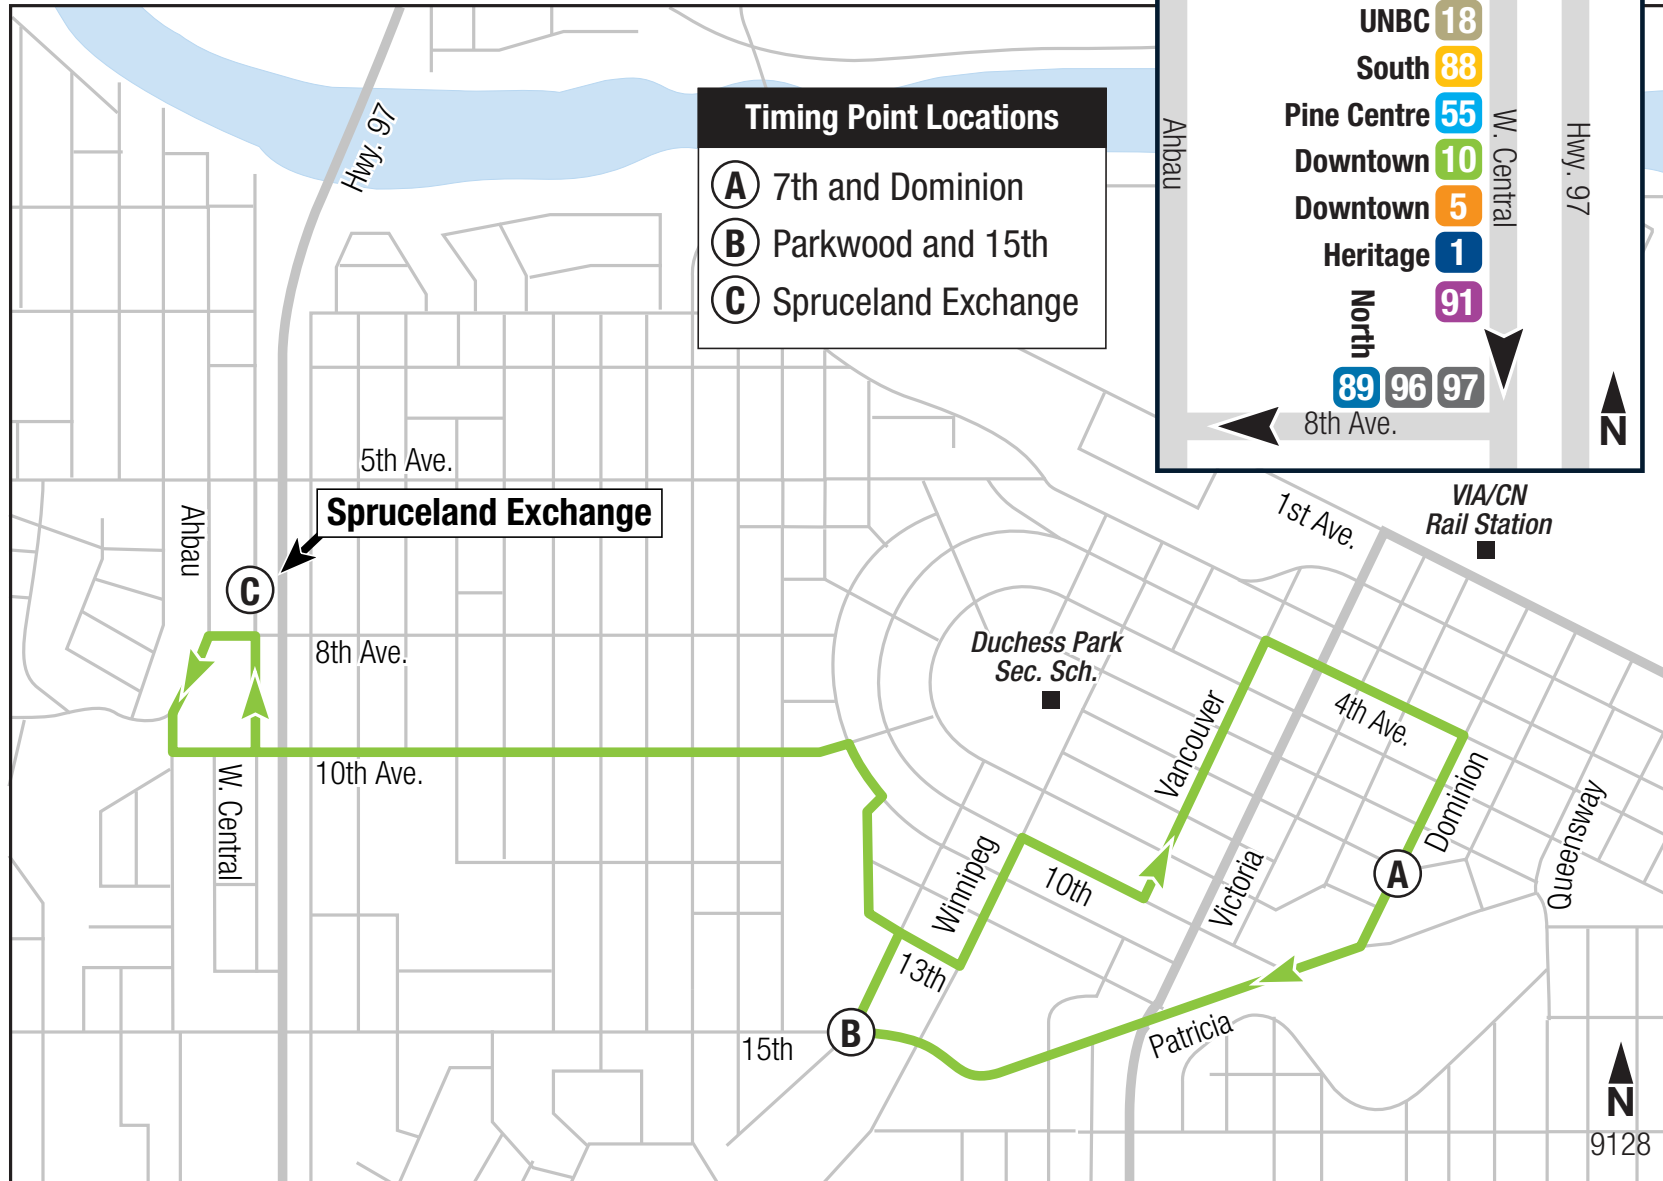 UNBC 18
South 88
Pine Centre 55
Downtown 10
Downtown 5
Heritage 1
91
North
89 96 97
8th Ave.
Ahbau
W. Central
Hwy. 97
N
Timing Point Locations
A 7th and Dominion
B Parkwood and 15th
C Spruceland Exchange
Hwy. 97
5th Ave.
Spruceland Exchange
Ahbau
C
8th Ave.
10th Ave.
W. Central
1st Ave.
VIA/CN
Rail Station
Duchess Park
Sec. Sch.
Vancouver
4th Ave.
Dominion
Queensway
A
Winnipeg
10th
Victoria
13th
B
15th
Patricia
N
9128